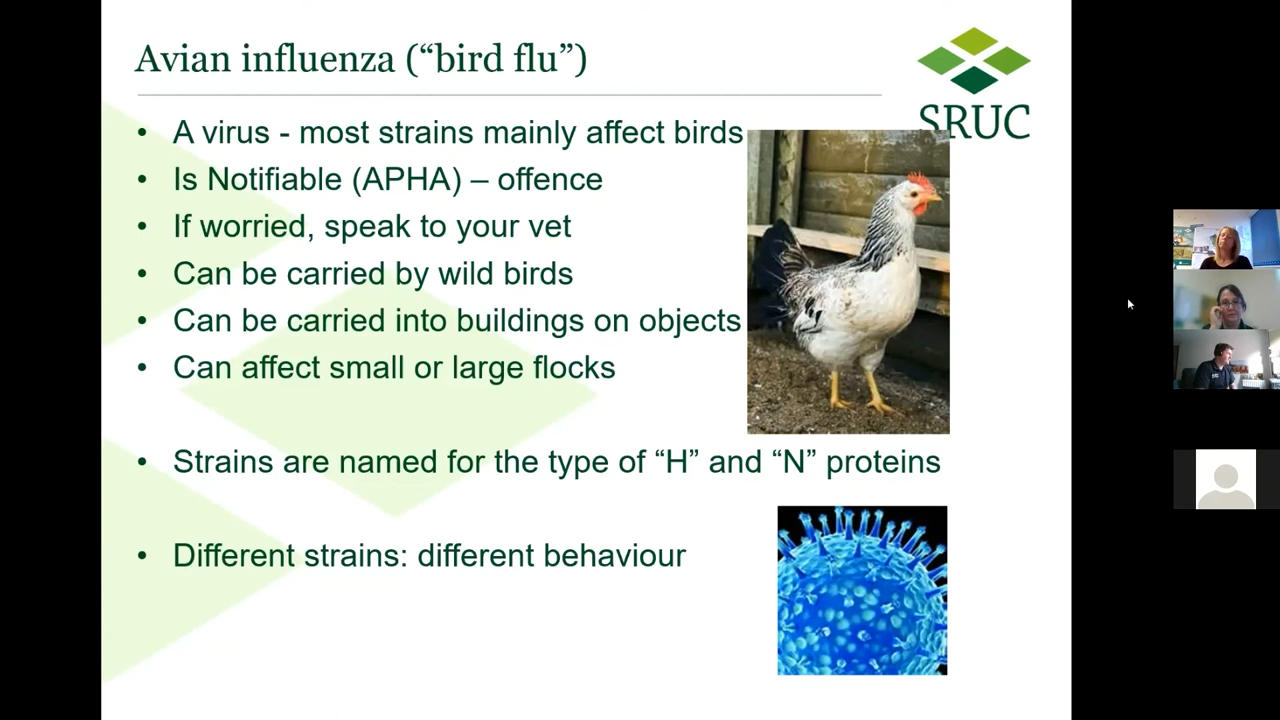 Avian influenza (“bird flu”)
SRUC
• A virus - most strains mainly affect birds
• Is Notifiable (APHA) – offence
• If worried, speak to your vet
• Can be carried by wild birds
• Can be carried into buildings on objects
• Can affect small or large flocks
• Strains are named for the type of “H” and “N” proteins
• Different strains: different behaviour